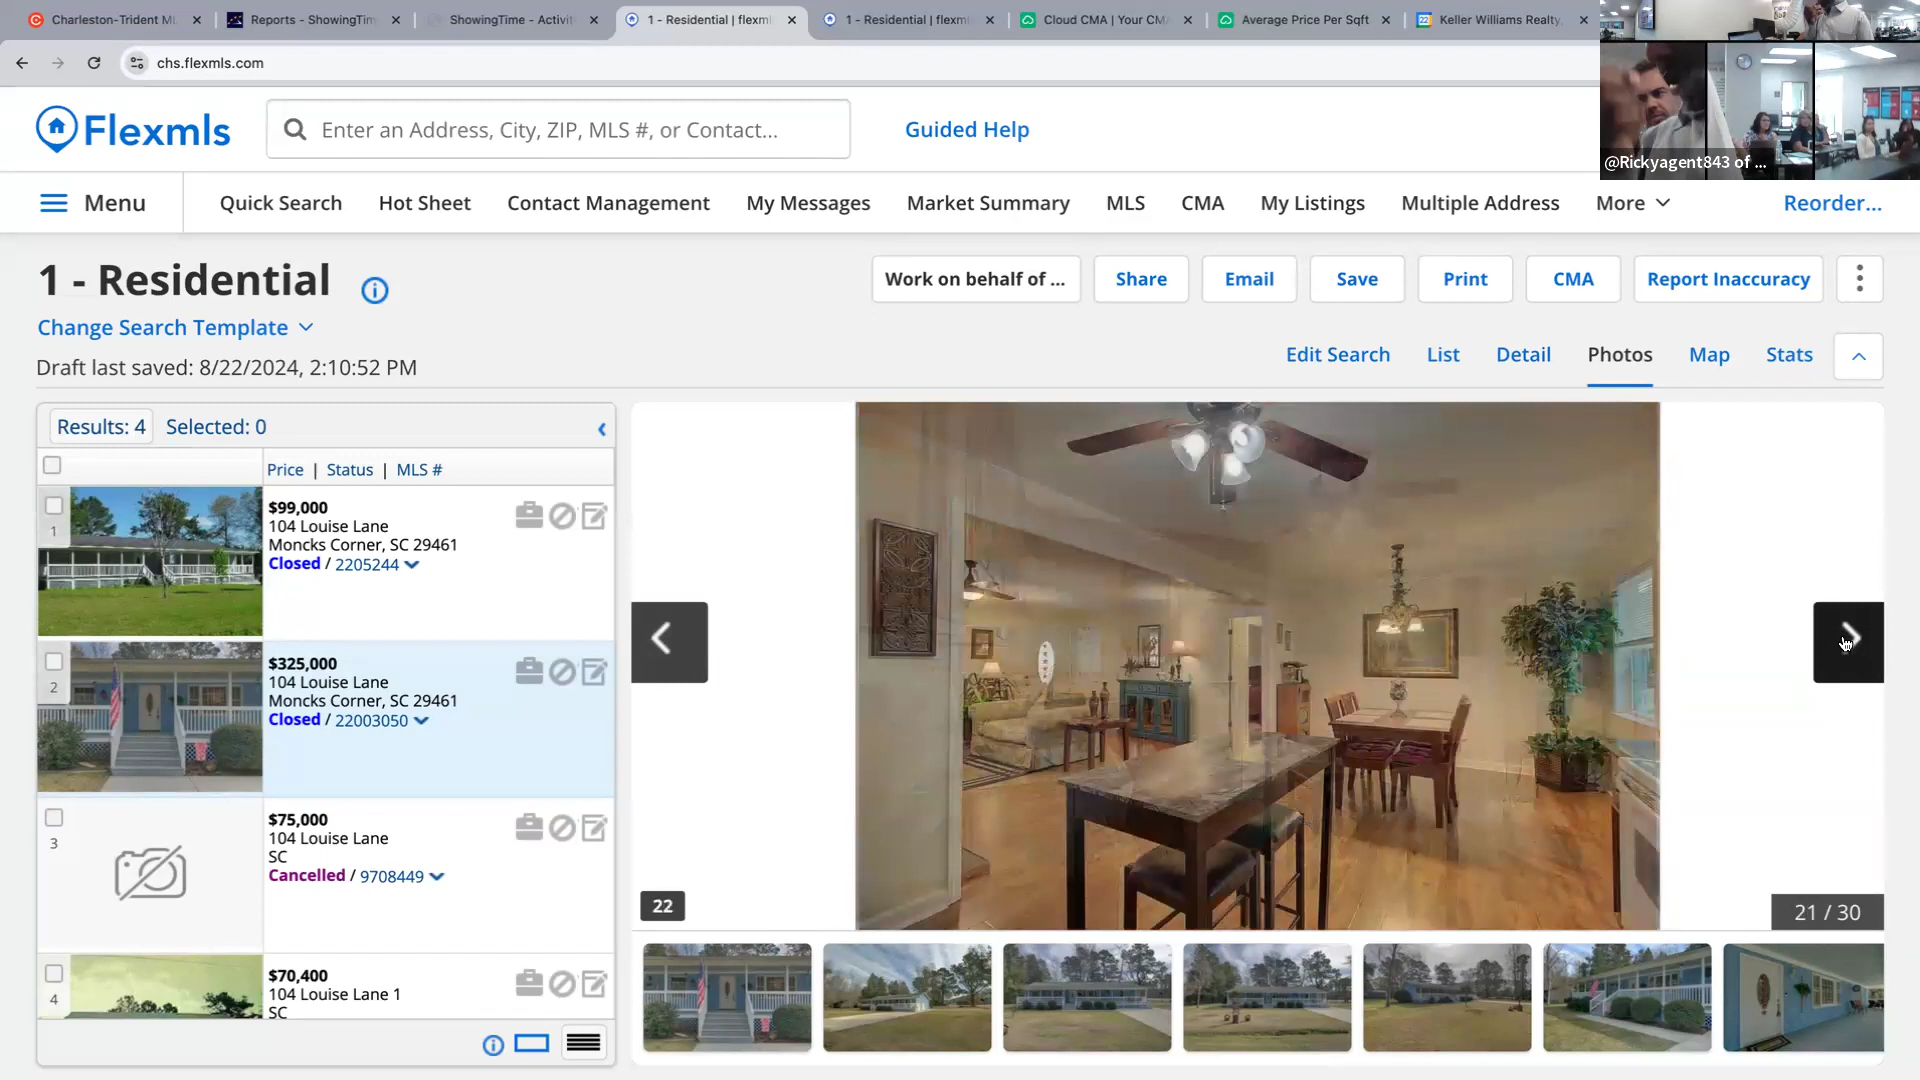 Charleston-Trident ML
Reports - ShowingTim
ShowingTime - Activit
1 - Residential | flexml
1 - Residential | flexm
Cloud CMA | Your CM
Average Price Per Sqft
Keller Williams Realty,
chs.flexmls.com
@Rickyagent843 of ...
Flexmls
Enter an Address, City, ZIP, MLS #, or Contact...
Guided Help
Menu
Quick Search
Hot Sheet
Contact Management
My Messages
Market Summary
MLS
CMA
My Listings
Multiple Address
More
Reorder...
1 - Residential
Work on behalf of ...
Share
Email
Save
Print
CMA
Report Inaccuracy
Change Search Template
Draft last saved: 8/22/2024, 2:10:52 PM
Edit Search
List
Detail
Photos
Map
Stats
Results: 4
Selected: 0
Price | Status | MLS #
1
$99,000
104 Louise Lane
Moncks Corner, SC 29461
Closed / 2205244
2
$325,000
104 Louise Lane
Moncks Corner, SC 29461
Closed / 22003050
3
$75,000
104 Louise Lane
SC
Cancelled / 9708449
4
$70,400
104 Louise Lane 1
SC
22
21 / 30